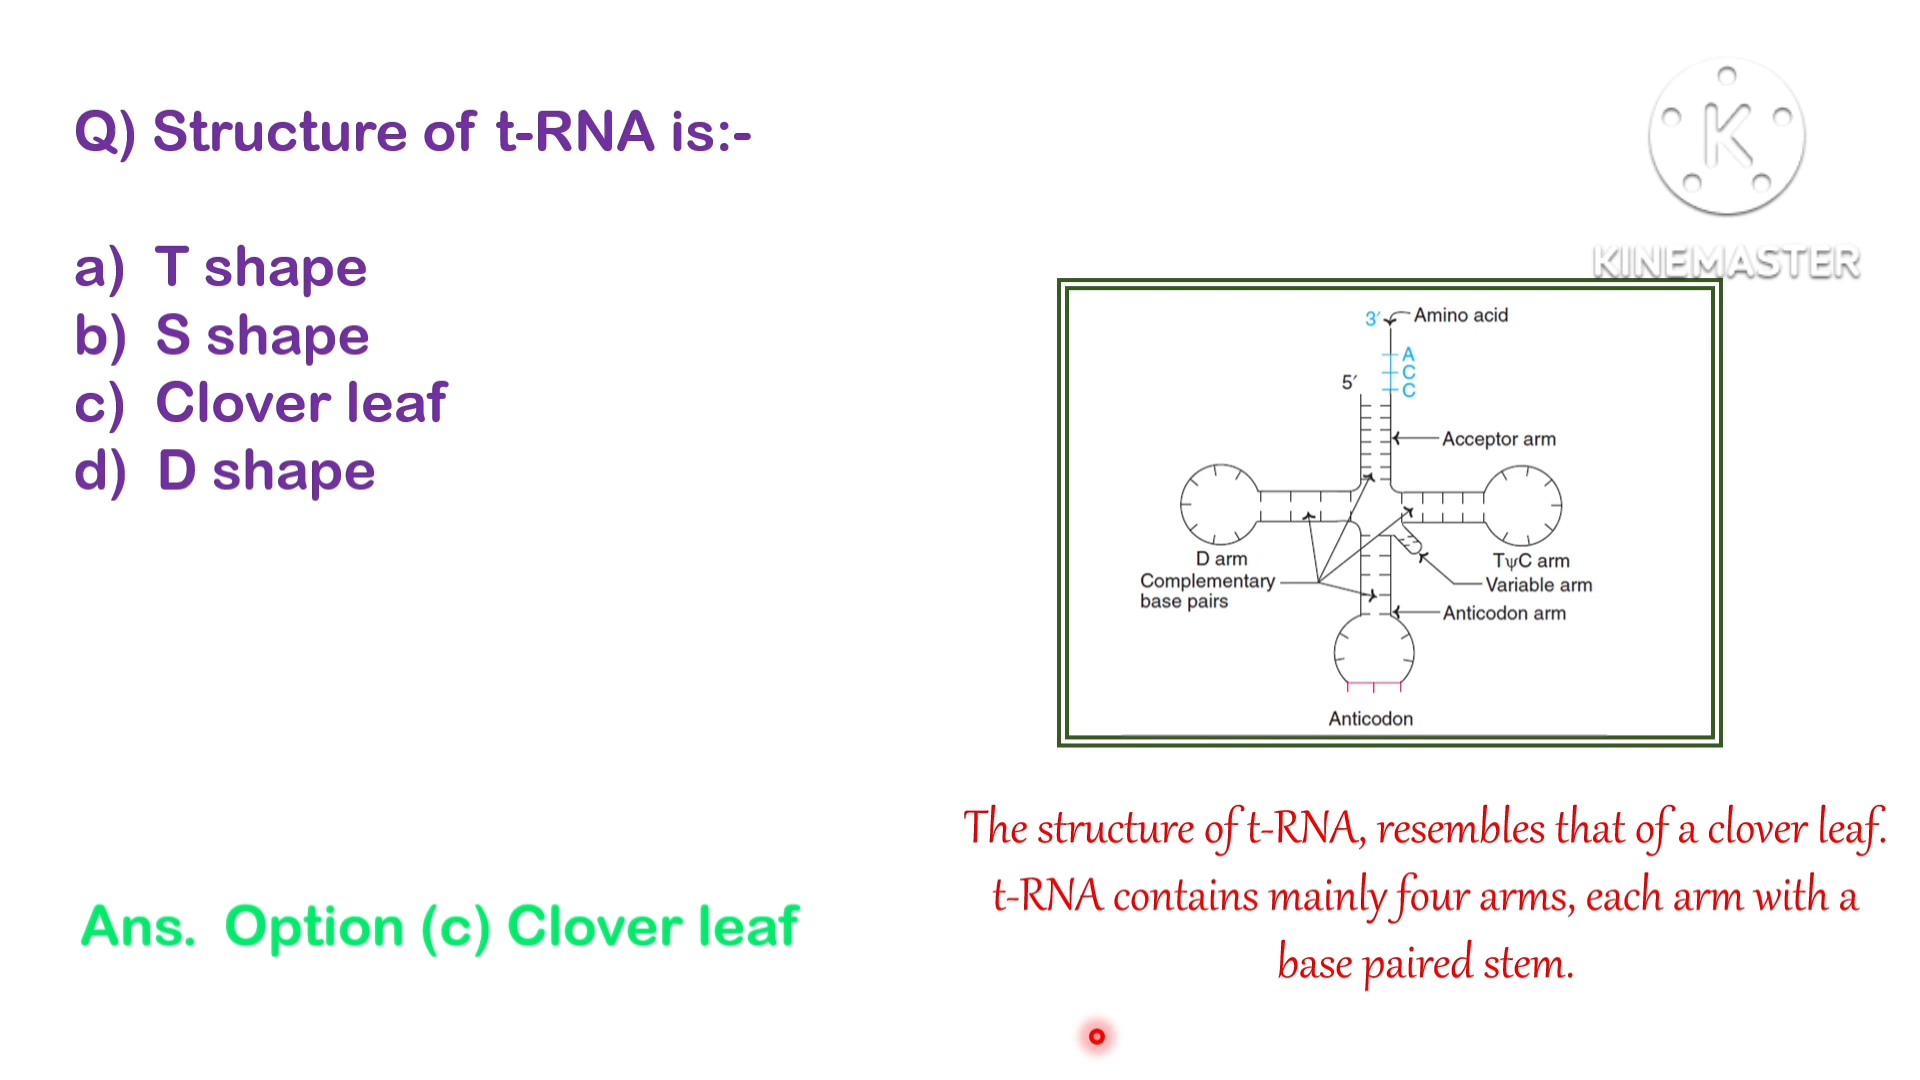 Q) Structure of t-RNA is:-
a) T shape
b) S shape
c) Clover leaf
d) D shape
Ans. Option (c) Clover leaf
K
KINEMASTER
3′ Amino acid
A
C
C
5′
Acceptor arm
D arm
TψC arm
Complementary
base pairs
Variable arm
Anticodon arm
Anticodon
The structure of t-RNA, resembles that of a clover leaf.
t-RNA contains mainly four arms, each arm with a
base paired stem.